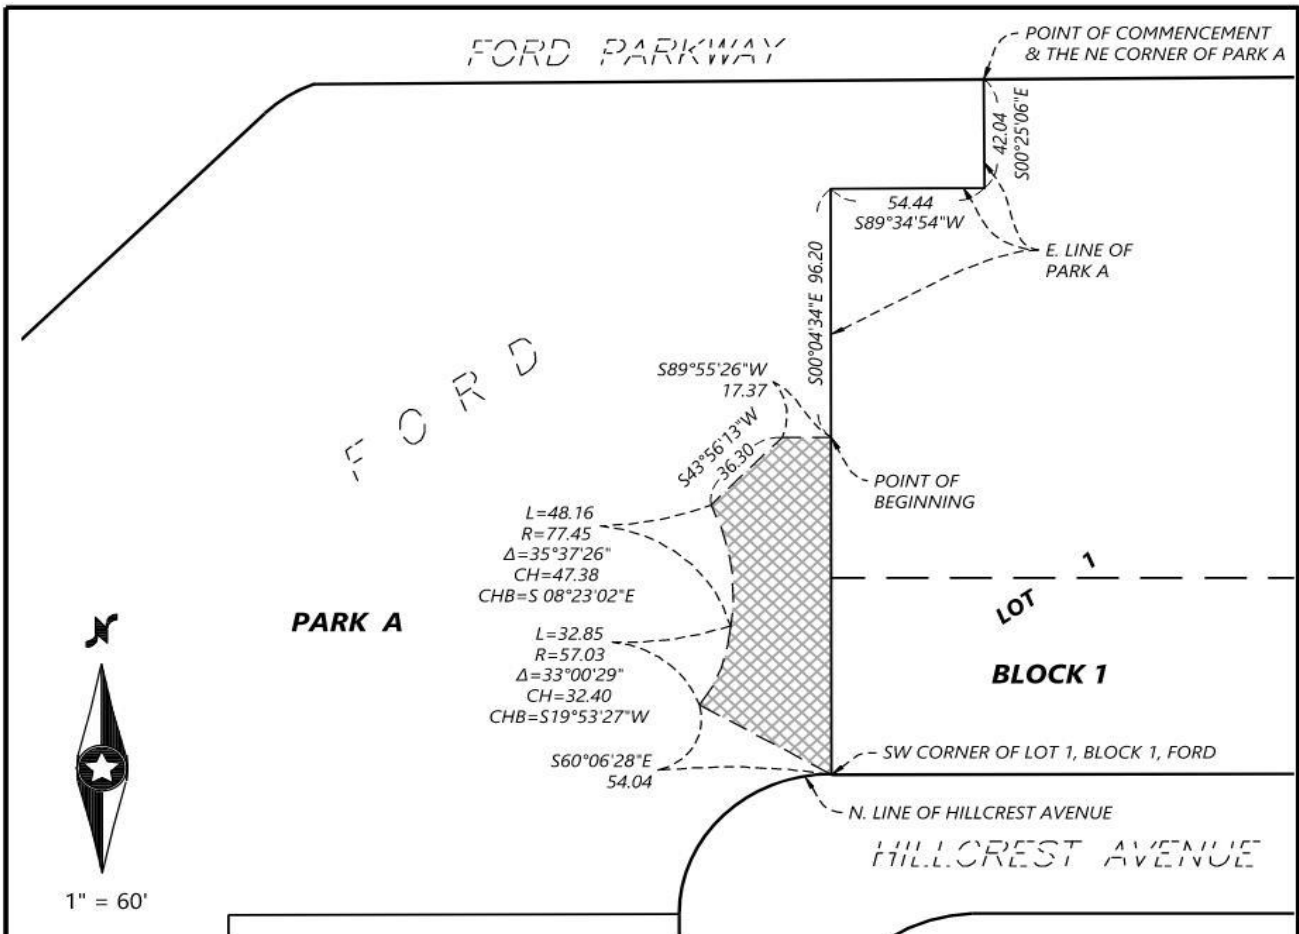 FORD PARKWAY
POINT OF COMMENCEMENT
& THE NE CORNER OF PARK A
42.04
S00°25'06"E
54.44
S89°34'54"W
E. LINE OF
PARK A
S00°04'34"E 96.20
FORD
S89°55'26"W
17.37
S43°56'13"W
36.30
POINT OF
BEGINNING
L=48.16
R=77.45
Δ=35°37'26"
CH=47.38
CHB=S 08°23'02"E
1
LOT
PARK A
L=32.85
R=57.03
Δ=33°00'29"
CH=32.40
CHB=S19°53'27"W
BLOCK 1
N
S60°06'28"E
54.04
SW CORNER OF LOT 1, BLOCK 1, FORD
N. LINE OF HILLCREST AVENUE
HILLCREST AVENUE
1" = 60'